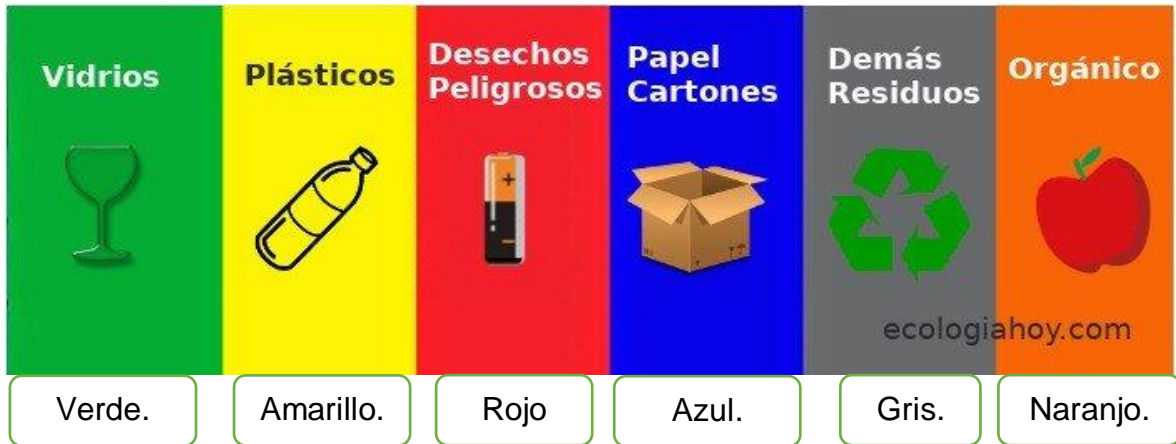 Vidrios
Plásticos
Desechos
Peligrosos
Papel
Cartones
Demás
Residuos
Orgánico
+
-
ecologiahoy.com
Verde.
Amarillo.
Rojo
Azul.
Gris.
Naranjo.